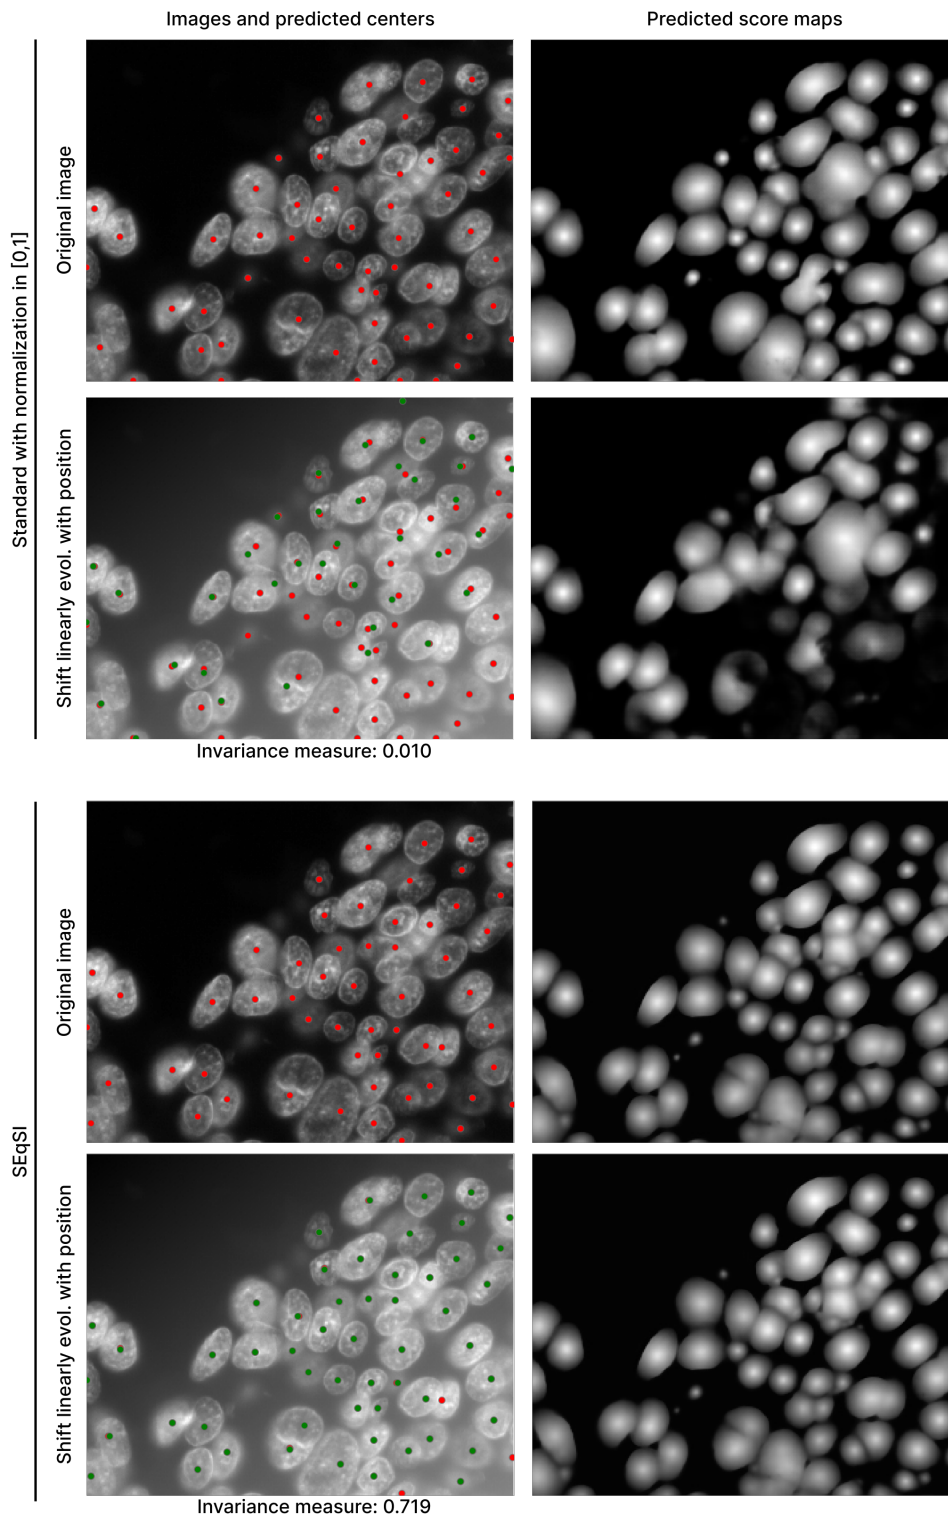 Images and predicted centers
Predicted score maps
Standard with normalization in [0,1]
Original image
Shift linearly evol. with position
Invariance measure: 0.010
SEqSI
Original image
Shift linearly evol. with position
Invariance measure: 0.719